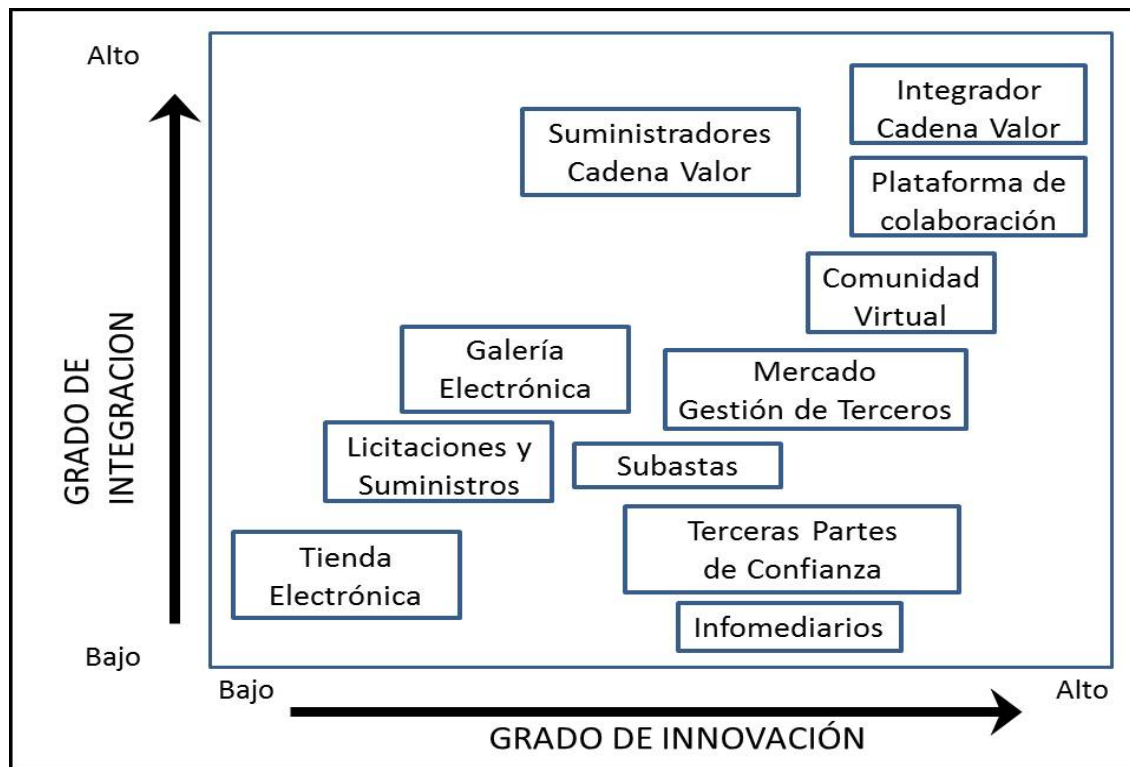 Alto
Integrador
Cadena Valor
Suministradores
Cadena Valor
Plataforma de
colaboración
Comunidad
Virtual
GRADO DE
INTEGRACION
Galería
Electrónica
Mercado
Gestión de Terceros
Licitaciones y
Suministros
Subastas
Terceras Partes
de Confianza
Tienda
Electrónica
Infomediarios
Bajo
Bajo
Alto
GRADO DE INNOVACIÓN